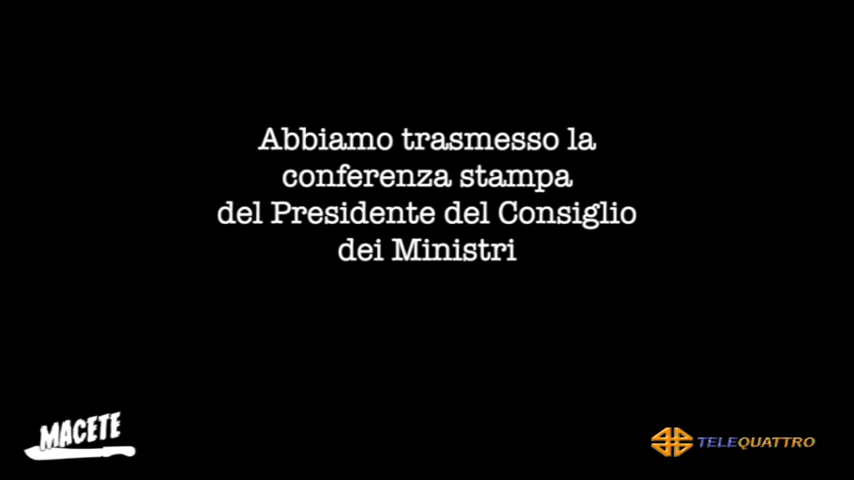 Abbiamo trasmesso la
conferenza stampa
del Presidente del Consiglio
dei Ministri
MACETE
TELEQUATTRO